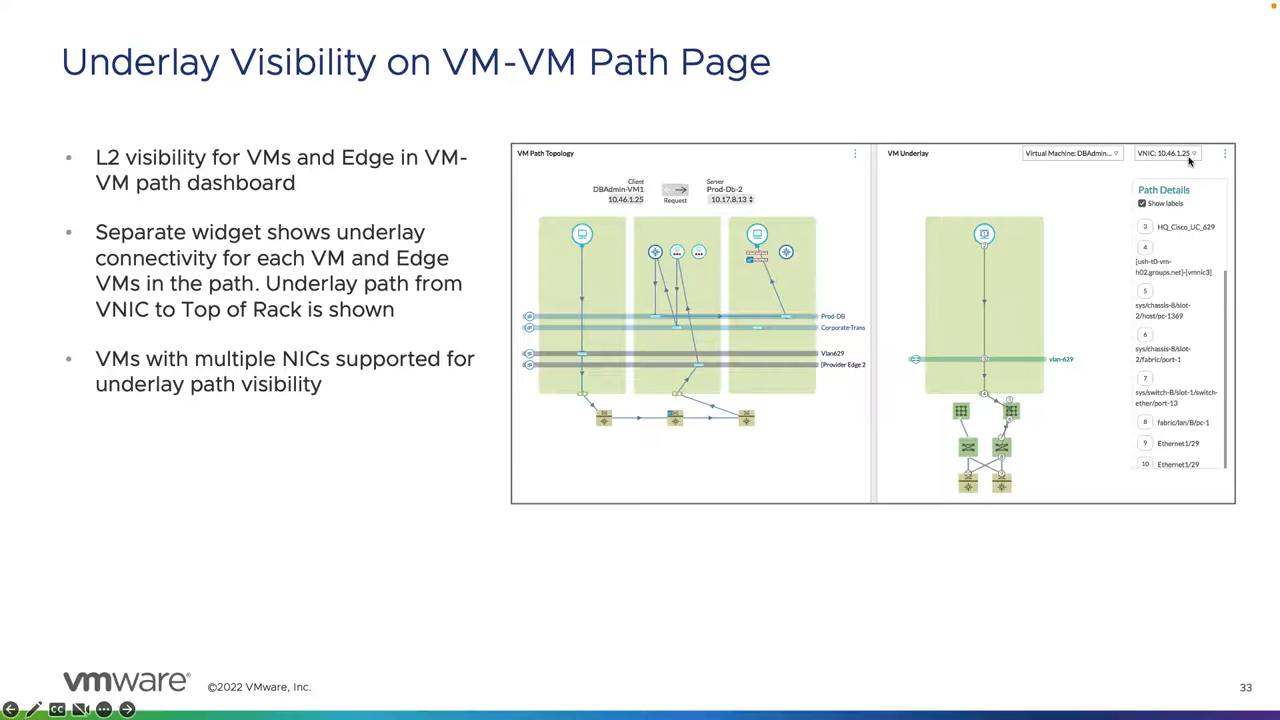 Underlay Visibility on VM-VM Path Page
• L2 visibility for VMs and Edge in VM-
VM path dashboard
• Separate widget shows underlay
connectivity for each VM and Edge
VMs in the path. Underlay path from
VNIC to Top of Rack is shown
• VMs with multiple NICs supported for
underlay path visibility
VM Path Topology
Client
DBAdmin-VM1
10.46.1.25
Request
Server
Prod-Db-2
10.17.8.13
Prod-DB
Corporate-Trans
Vlan629
[Provider Edge 2
VM Underlay
Virtual Machine: DBAdmin...
VNIC: 10.46.1.25
vlan-629
Path Details
Show labels
3 HQ_Cisco_UC_629
4
[ush-t0-vm-
h02.groups.net]-[vmnic3]
5
sys/chassis-8/slot-
2/host/pc-1369
6
sys/chassis-8/slot-
2/fabric/port-1
7
sys/switch-B/slot-1/switch-
ether/port-13
8 fabric/lan/B/pc-1
9 Ethernet1/29
10 Ethernet1/29
vmware®
©2022 VMware, Inc.
33
CC